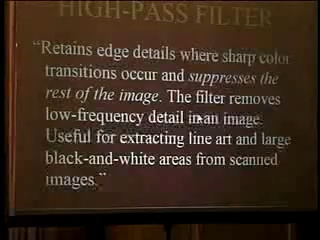 HIGH-PASS FILTER
“Retains edge details where sharp color
transitions occur and suppresses the
rest of the image. The filter removes
low-frequency detail in an image.
Useful for extracting line art and large
black-and-white areas from scanned
images.”